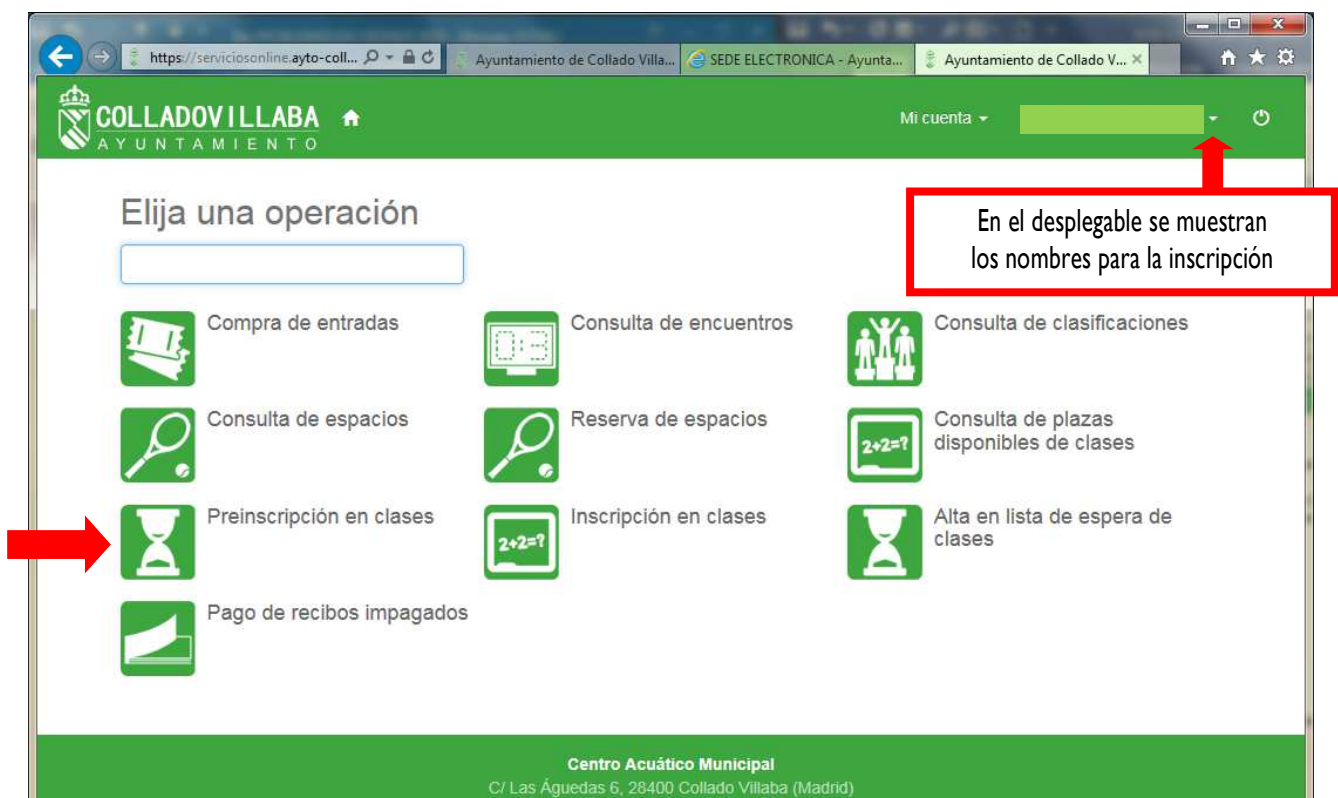 https://serviciosonline.ayto-coll...
Ayuntamiento de Collado Villa...
SEDE ELECTRONICA - Ayunta...
Ayuntamiento de Collado V...
COLLADOVILLABA
AYUNTAMIENTO
Mi cuenta
En el desplegable se muestran
los nombres para la inscripción
Elija una operación
Compra de entradas
0:3
Consulta de encuentros
Consulta de clasificaciones
Consulta de espacios
Reserva de espacios
2+2=?
Consulta de plazas
disponibles de clases
Preinscripción en clases
2+2=?
Inscripción en clases
Alta en lista de espera de
clases
Pago de recibos impagados
Centro Acuático Municipal
C/ Las Águedas 6, 28400 Collado Villaba (Madrid)